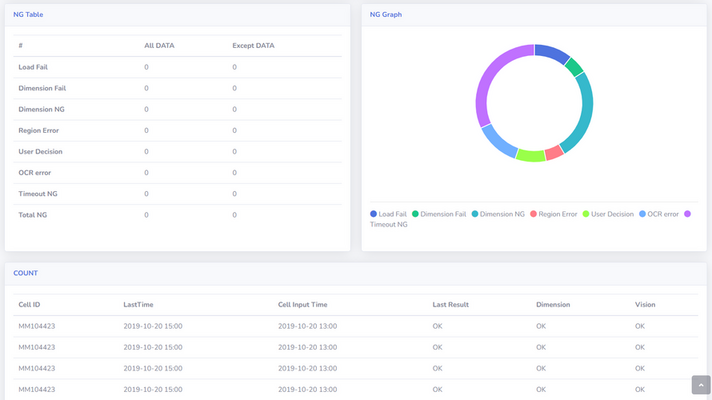 NG Table
# All DATA Except DATA
Load Fail 0 0
Dimension Fail 0 0
Dimension NG 0 0
Region Error 0 0
User Decision 0 0
OCR error 0 0
Timeout NG 0 0
Total NG 0 0
NG Graph
Load Fail Dimension Fail Dimension NG Region Error User Decision OCR error
Timeout NG
COUNT
Cell ID LastTime Cell Input Time Last Result Dimension Vision
MM104423 2019-10-20 15:00 2019-10-20 13:00 OK OK OK
MM104423 2019-10-20 15:00 2019-10-20 13:00 OK OK OK
MM104423 2019-10-20 15:00 2019-10-20 13:00 OK OK OK
MM104423 2019-10-20 15:00 2019-10-20 13:00 OK OK OK